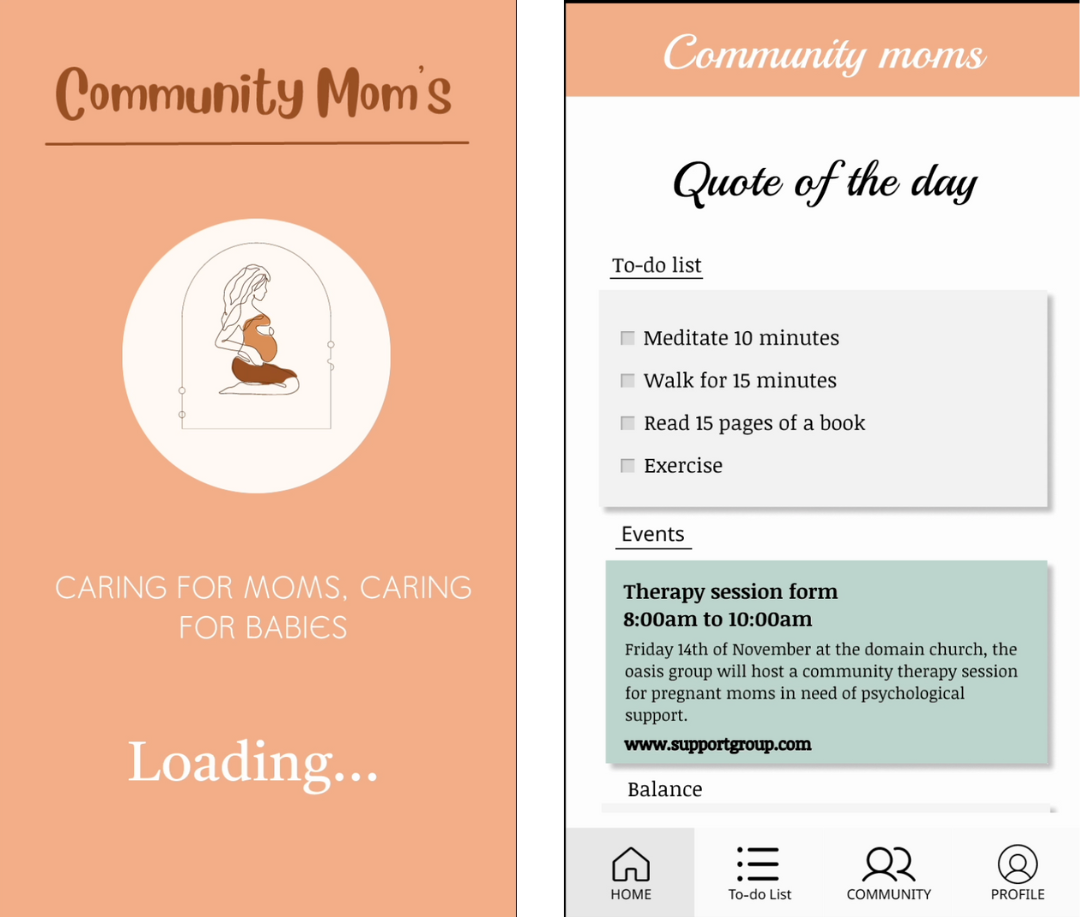 Community Mom's
CARING FOR MOMS, CARING
FOR BABIES
Loading...
Community moms
Quote of the day
To-do list
Meditate 10 minutes
Walk for 15 minutes
Read 15 pages of a book
Exercise
Events
Therapy session form
8:00am to 10:00am
Friday 14th of November at the domain church, the
oasis group will host a community therapy session
for pregnant moms in need of psychological
support.
www.supportgroup.com
Balance
HOME
To-do List
COMMUNITY
PROFILE